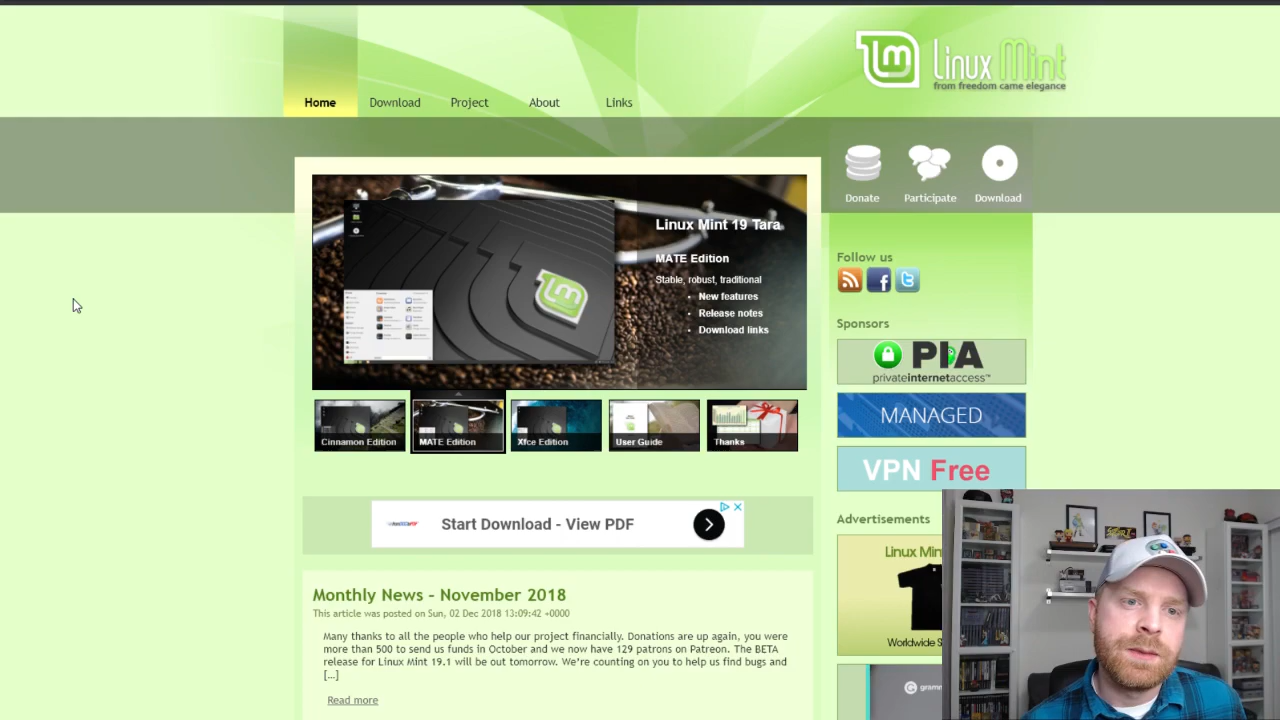 Home
Download
Project
About
Links
Linux Mint
from freedom came elegance
Donate
Participate
Download
Linux Mint 19 Tara
MATE Edition
Stable, robust, traditional
• New features
• Release notes
• Download links
Cinnamon Edition
MATE Edition
Xfce Edition
User Guide
Thanks
Follow us
Sponsors
PIA
privateinternetaccess™
MANAGED
VPN Free
Start Download - View PDF
Advertisements
Linux Min
Worldwide S
G gramm
Monthly News – November 2018
This article was posted on Sun, 02 Dec 2018 13:09:42 +0000
Many thanks to all the people who help our project financially. Donations are up again, you were
more than 500 to send us funds in October and we now have 129 patrons on Patreon. The BETA
release for Linux Mint 19.1 will be out tomorrow. We're counting on you to help us find bugs and
[…]
Read more